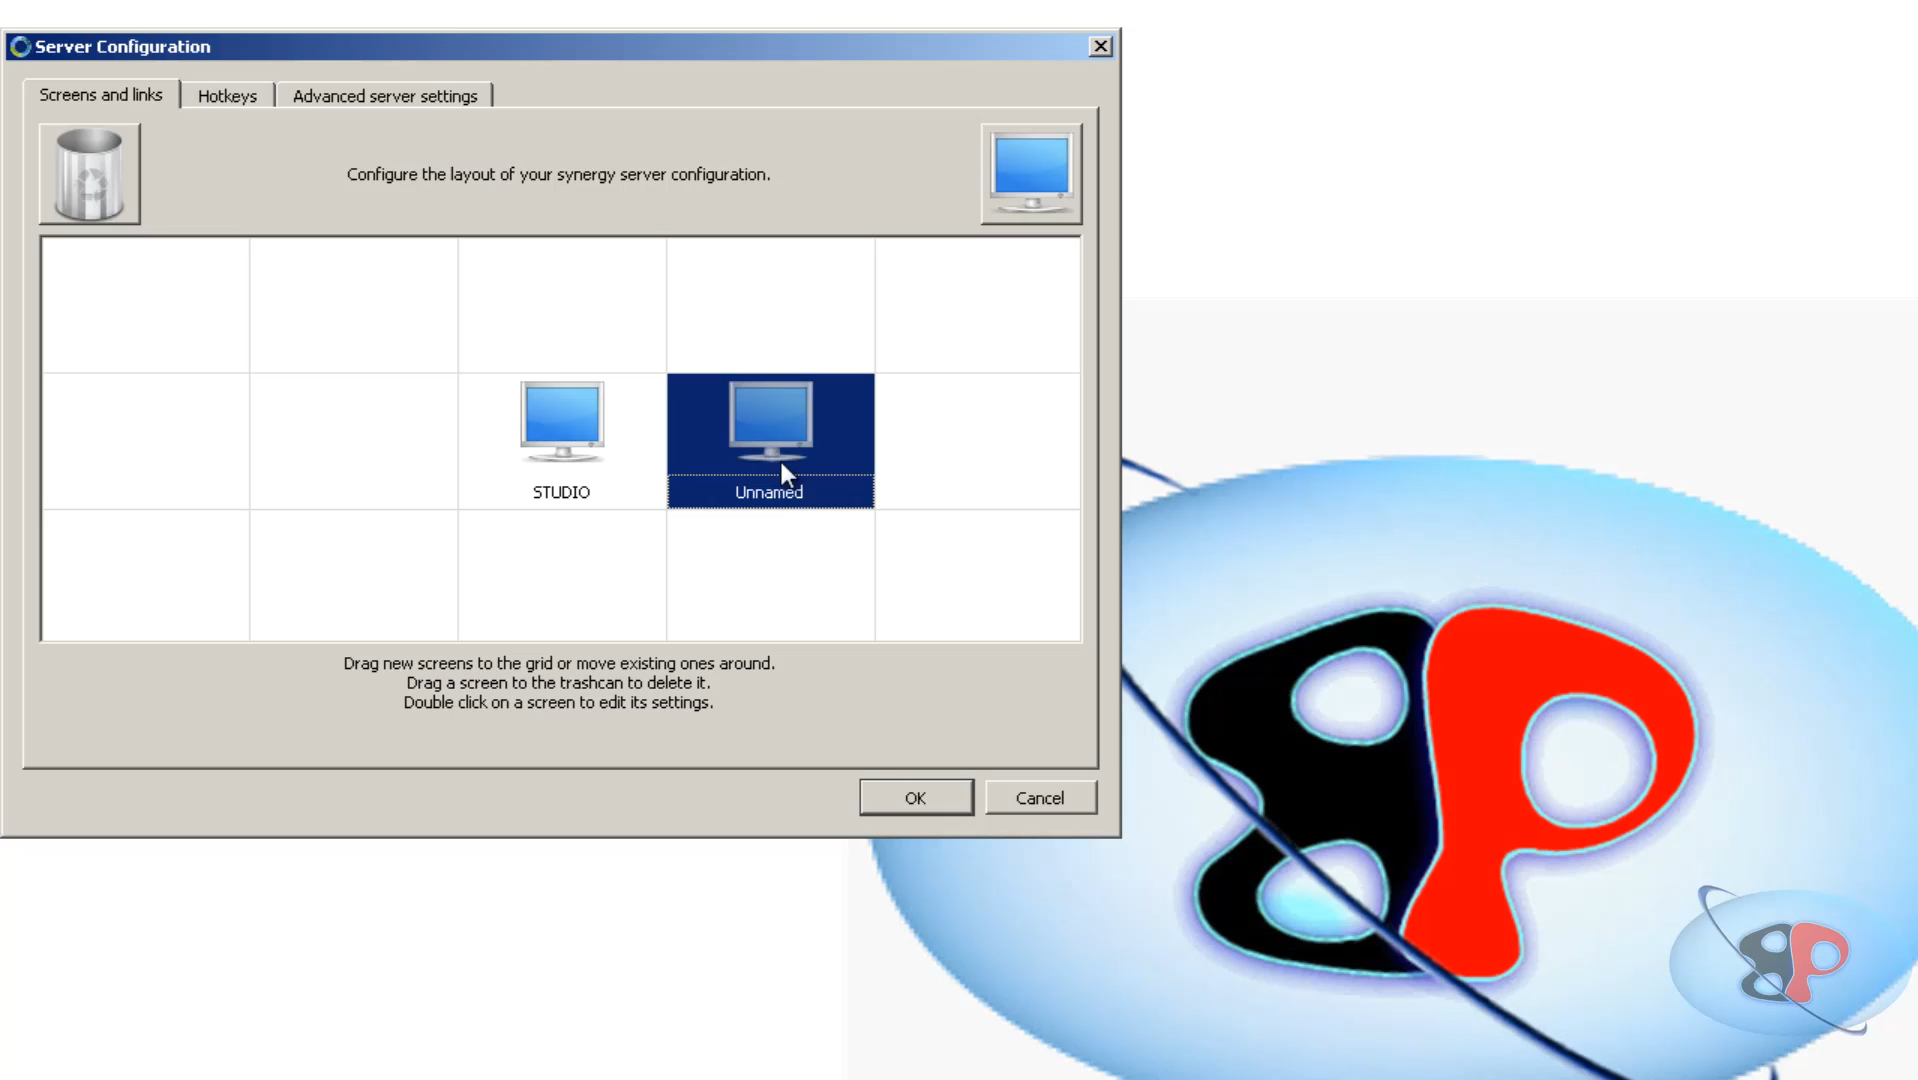 Server Configuration
Screens and links
Hotkeys
Advanced server settings
Configure the layout of your synergy server configuration.
STUDIO
Unnamed
Drag new screens to the grid or move existing ones around.
Drag a screen to the trashcan to delete it.
Double click on a screen to edit its settings.
OK
Cancel